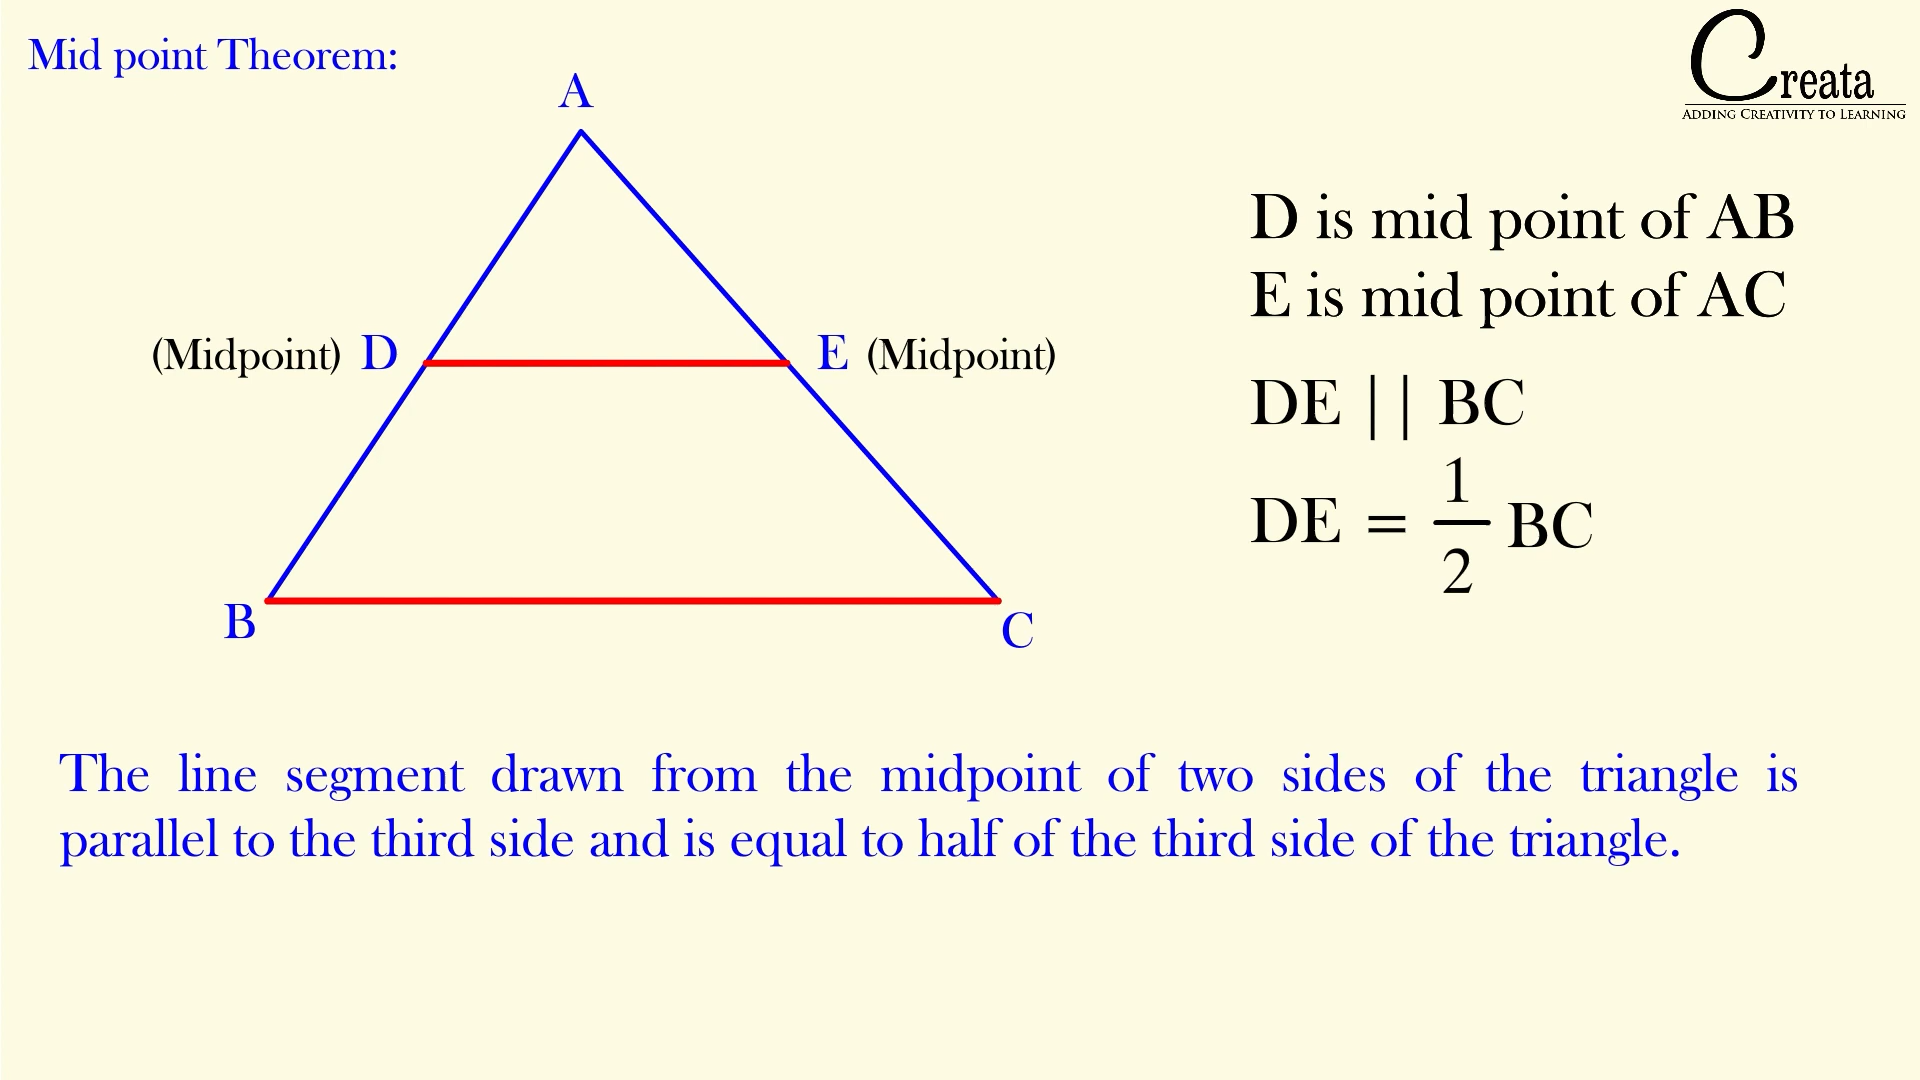 Mid point Theorem:
Creata
ADDING CREATIVITY TO LEARNING
A
D is mid point of AB
E is mid point of AC
(Midpoint) D
E (Midpoint)
DE || BC
DE = 1/2 BC
B
C
The line segment drawn from the midpoint of two sides of the triangle is
parallel to the third side and is equal to half of the third side of the triangle.